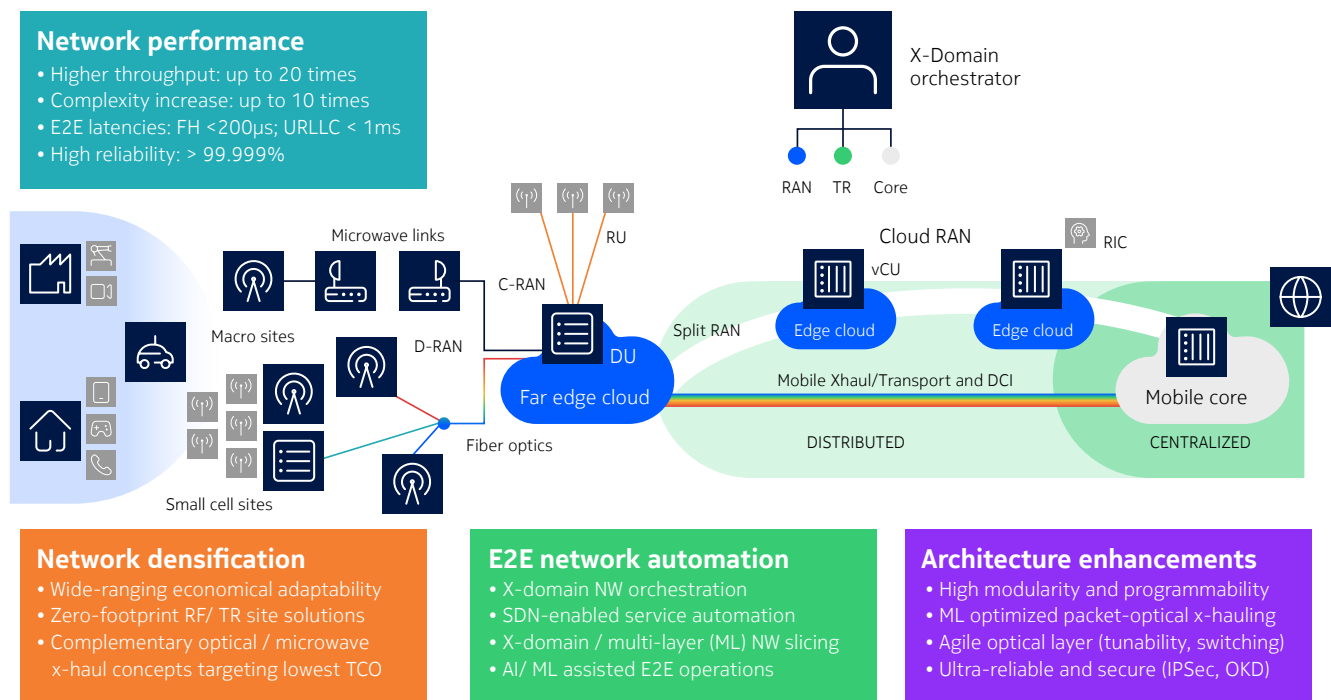 Network performance
• Higher throughput: up to 20 times
• Complexity increase: up to 10 times
• E2E latencies: FH <200µs; URLLC < 1ms
• High reliability: > 99.999%
X-Domain
orchestrator
RAN
TR
Core
Microwave links
RU
Cloud RAN
RIC
vCU
C-RAN
Macro sites
D-RAN
Split RAN
Edge cloud
Edge cloud
DU
Far edge cloud
Mobile Xhaul/Transport and DCI
Mobile core
Fiber optics
DISTRIBUTED
CENTRALIZED
Small cell sites
Network densification
• Wide-ranging economical adaptability
• Zero-footprint RF/ TR site solutions
• Complementary optical / microwave
x-haul concepts targeting lowest TCO
E2E network automation
• X-domain NW orchestration
• SDN-enabled service automation
• X-domain / multi-layer (ML) NW slicing
• AI/ ML assisted E2E operations
Architecture enhancements
• High modularity and programmability
• ML optimized packet-optical x-hauling
• Agile optical layer (tunability, switching)
• Ultra-reliable and secure (IPSec, OKD)